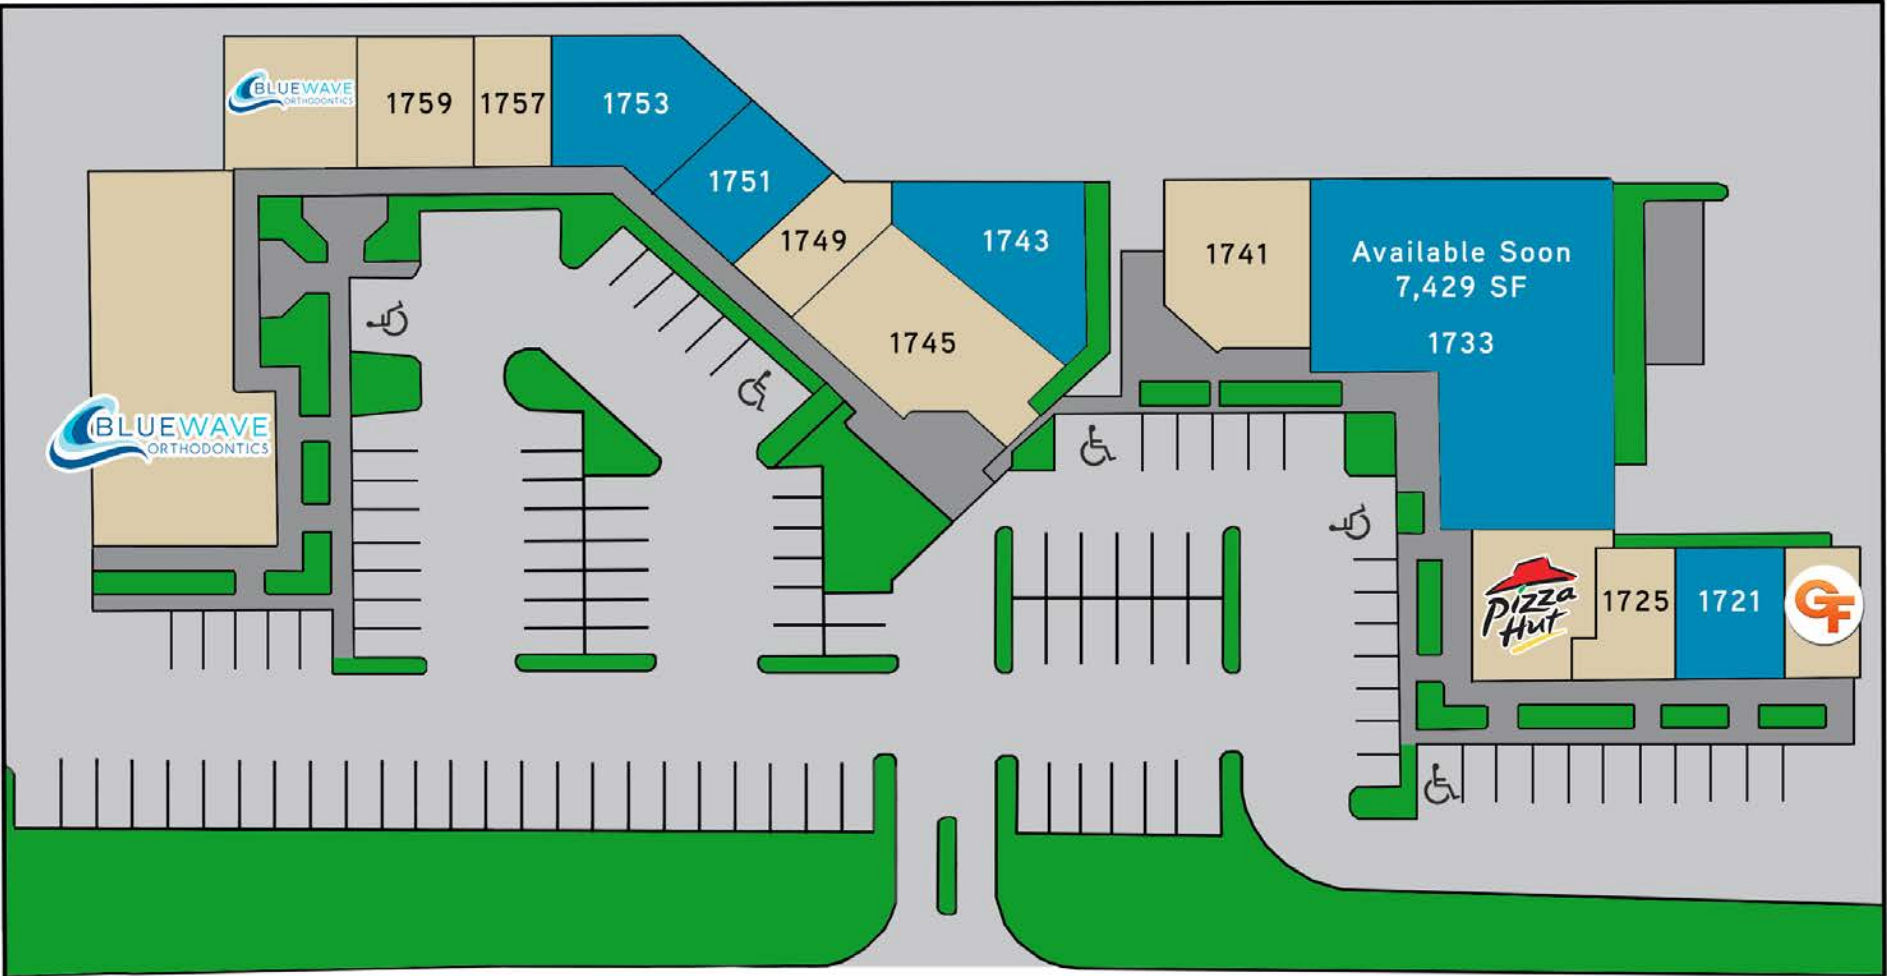 BLUEWAVE
ORTHODONTICS
1759
1757
1753
1751
1749
1743
1745
1741
Available Soon
7,429 SF
1733
BLUEWAVE
ORTHODONTICS
Pizza
Hut
1725
1721
GF